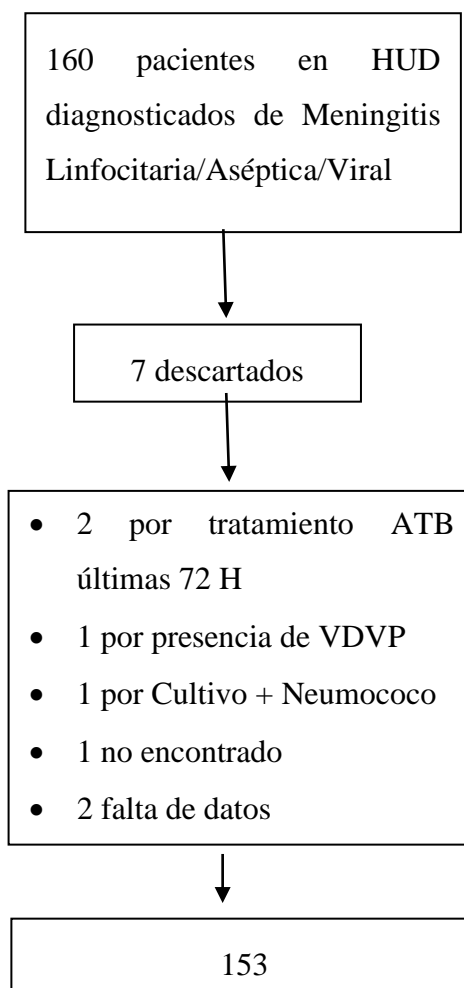 160 pacientes en HUD
diagnosticados de Meningitis
Linfocitaria/Aséptica/Viral
7 descartados
• 2 por tratamiento ATB
últimas 72 H
• 1 por presencia de VDVP
• 1 por Cultivo + Neumococo
• 1 no encontrado
• 2 falta de datos
153